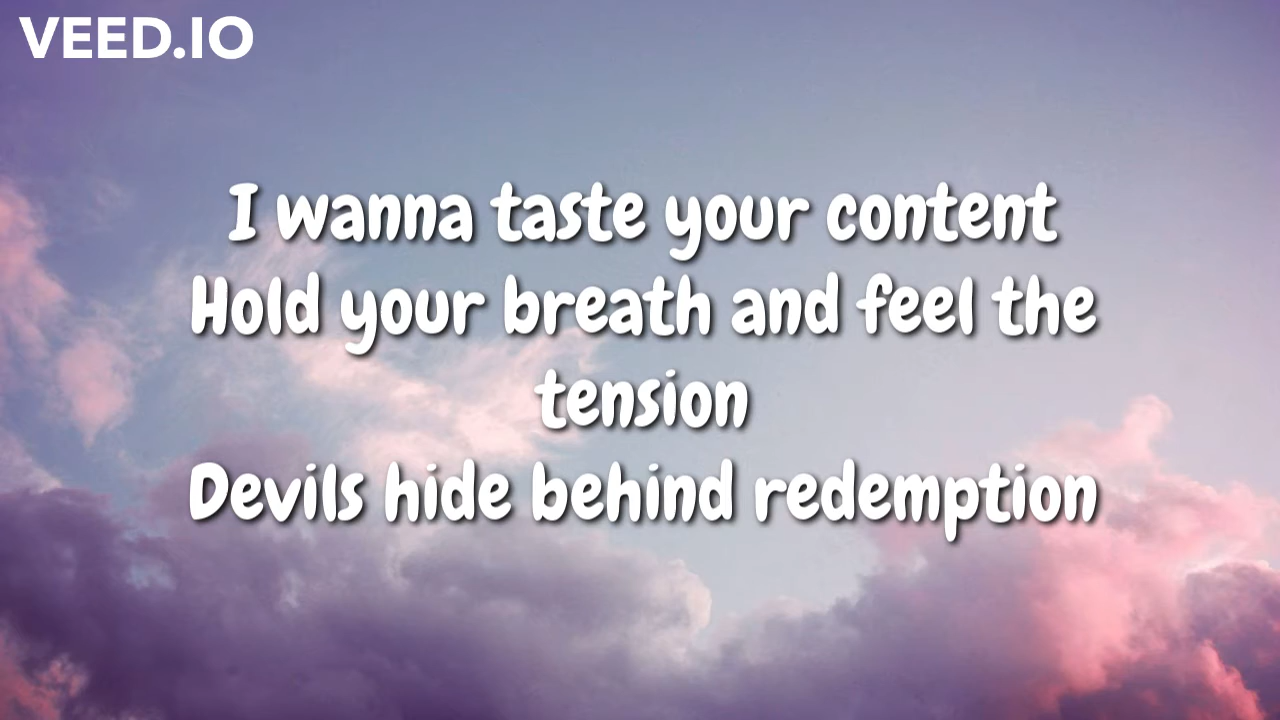 VEED.IO
I wanna taste your content
Hold your breath and feel the
tension
Devils hide behind redemption